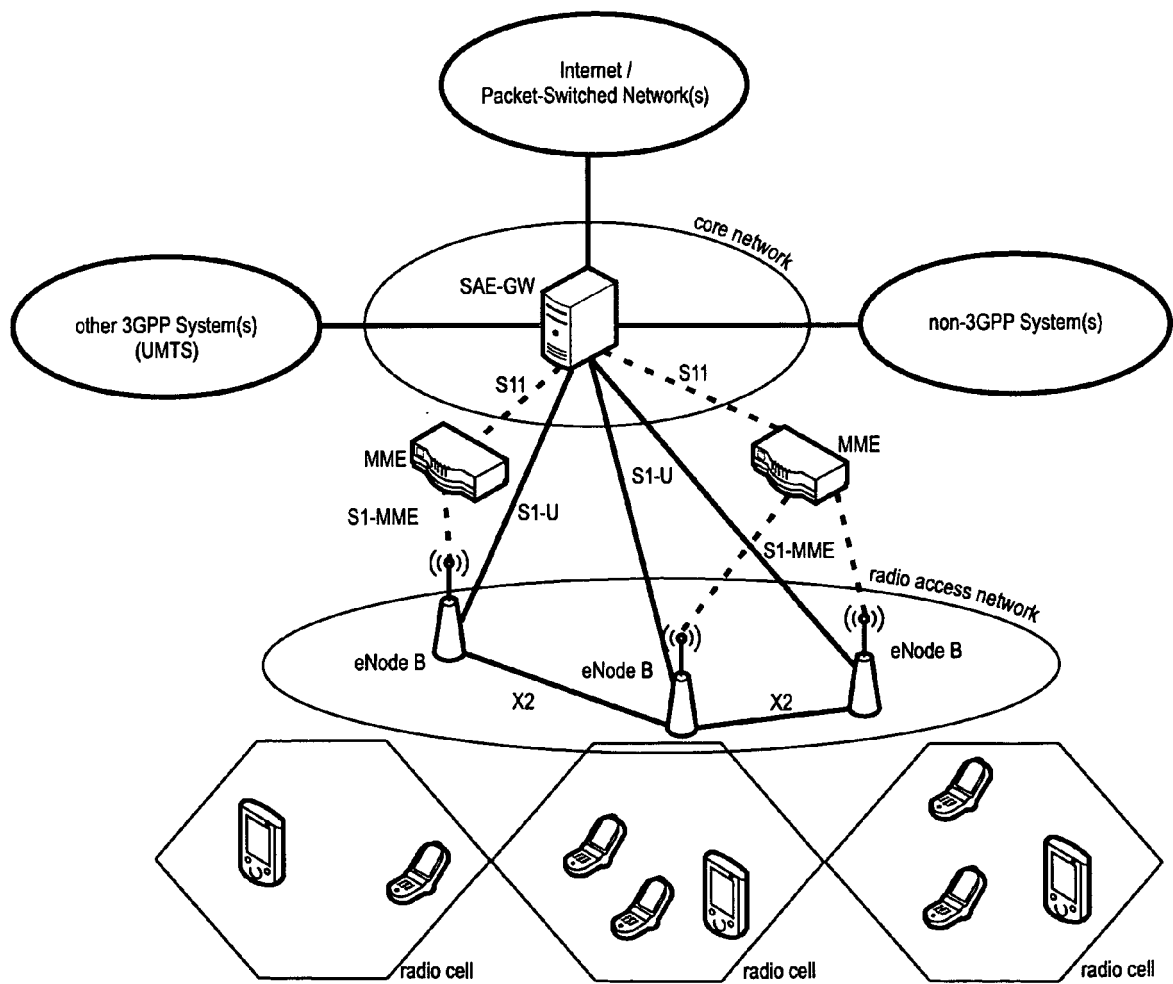 Internet /
Packet-Switched Network(s)
core network
SAE-GW
other 3GPP System(s)
(UMTS)
non-3GPP System(s)
S11
S11
MME
MME
S1-U
S1-U
S1-MME
S1-MME
radio access network
eNode B
eNode B
eNode B
X2
X2
radio cell
radio cell
radio cell